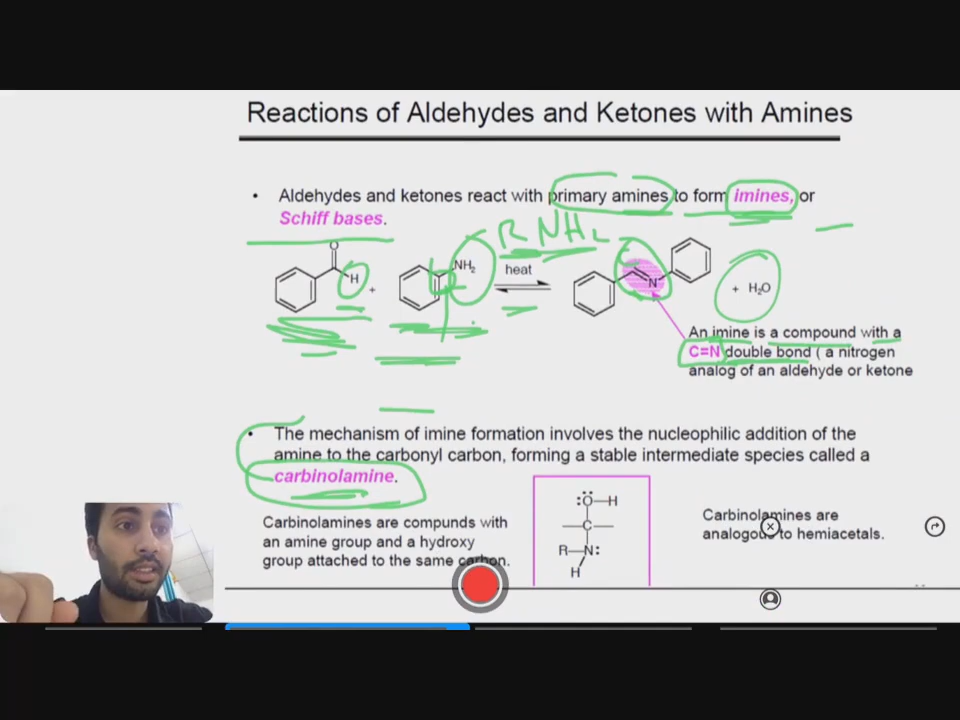 Reactions of Aldehydes and Ketones with Amines
• Aldehydes and ketones react with primary amines to form imines, or
Schiff bases.
R NH₂
O
H
+
NH₂
heat
N
+ H₂O
An imine is a compound with a
C=N double bond ( a nitrogen
analog of an aldehyde or ketone
• The mechanism of imine formation involves the nucleophilic addition of the
amine to the carbonyl carbon, forming a stable intermediate species called a
carbinolamine.
Carbinolamines are compunds with
an amine group and a hydroxy
group attached to the same carbon.
:Ö—H
—C—
R—N:
H
Carbinolamines are
analogous to hemiacetals.